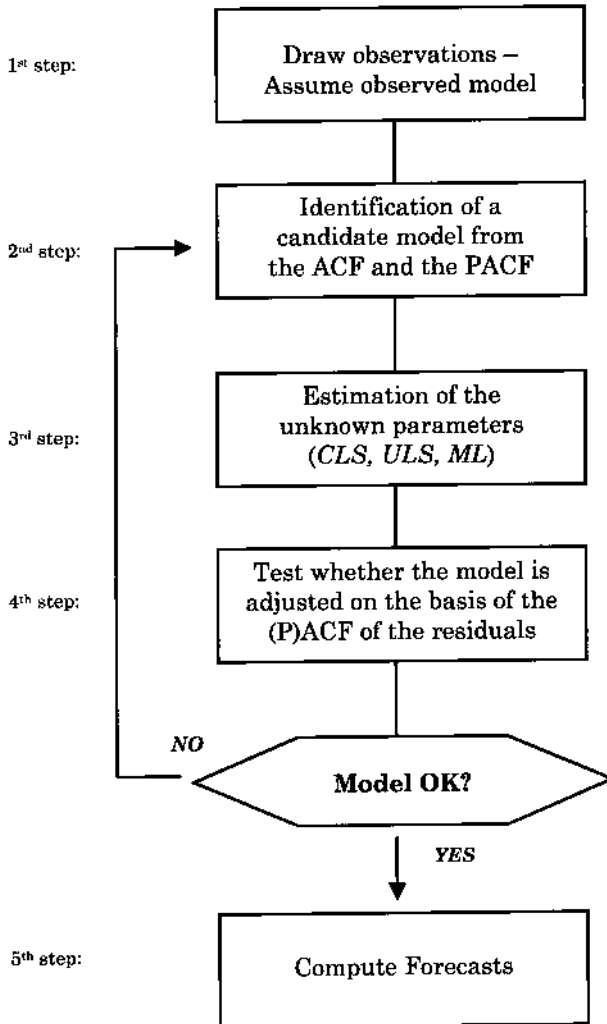 1st step:
Draw observations –
Assume observed model
2nd step:
Identification of a
candidate model from
the ACF and the PACF
3rd step:
Estimation of the
unknown parameters
(CLS, ULS, ML)
4th step:
Test whether the model is
adjusted on the basis of the
(P)ACF of the residuals
NO
Model OK?
YES
5th step:
Compute Forecasts